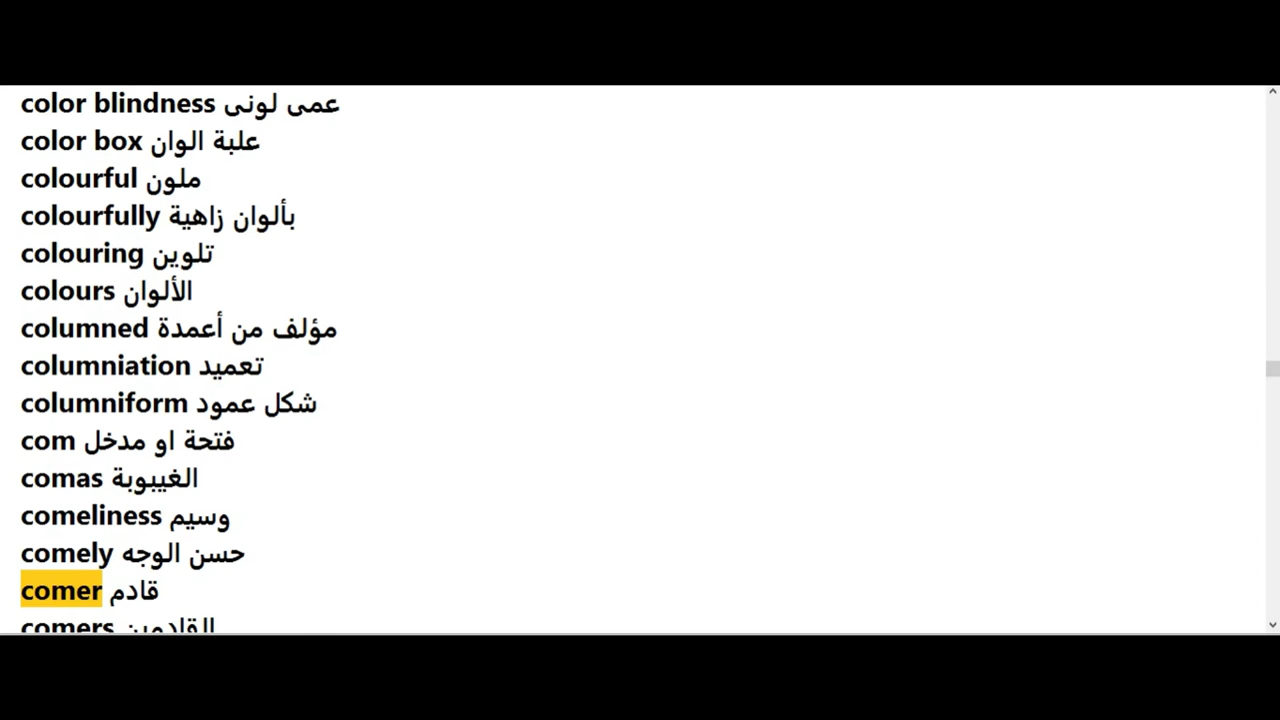 color blindness عمى لونى
color box علبة الوان
colourful ملون
colourfully بألوان زاهية
colouring تلوين
colours الألوان
columned مؤلف من أعمدة
columniation تعميد
columniform شكل عمود
com فتحة او مدخل
comas الغيبوبة
comeliness وسيم
comely حسن الوجه
comer قادم
comers القادمين